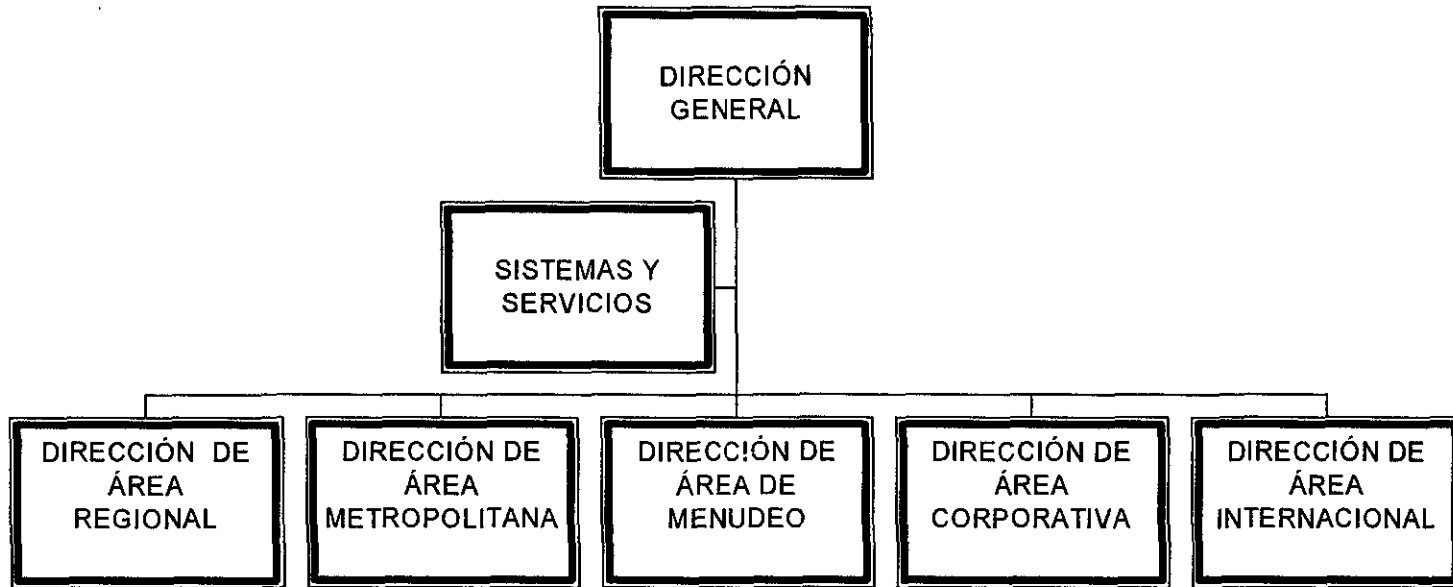 DIRECCIÓN
GENERAL
SISTEMAS Y
SERVICIOS
DIRECCIÓN DE
ÁREA
REGIONAL
DIRECCIÓN DE
ÁREA
METROPOLITANA
DIRECCIÓN DE
ÁREA DE
MENUDEO
DIRECCIÓN DE
ÁREA
CORPORATIVA
DIRECCIÓN DE
ÁREA
INTERNACIONAL